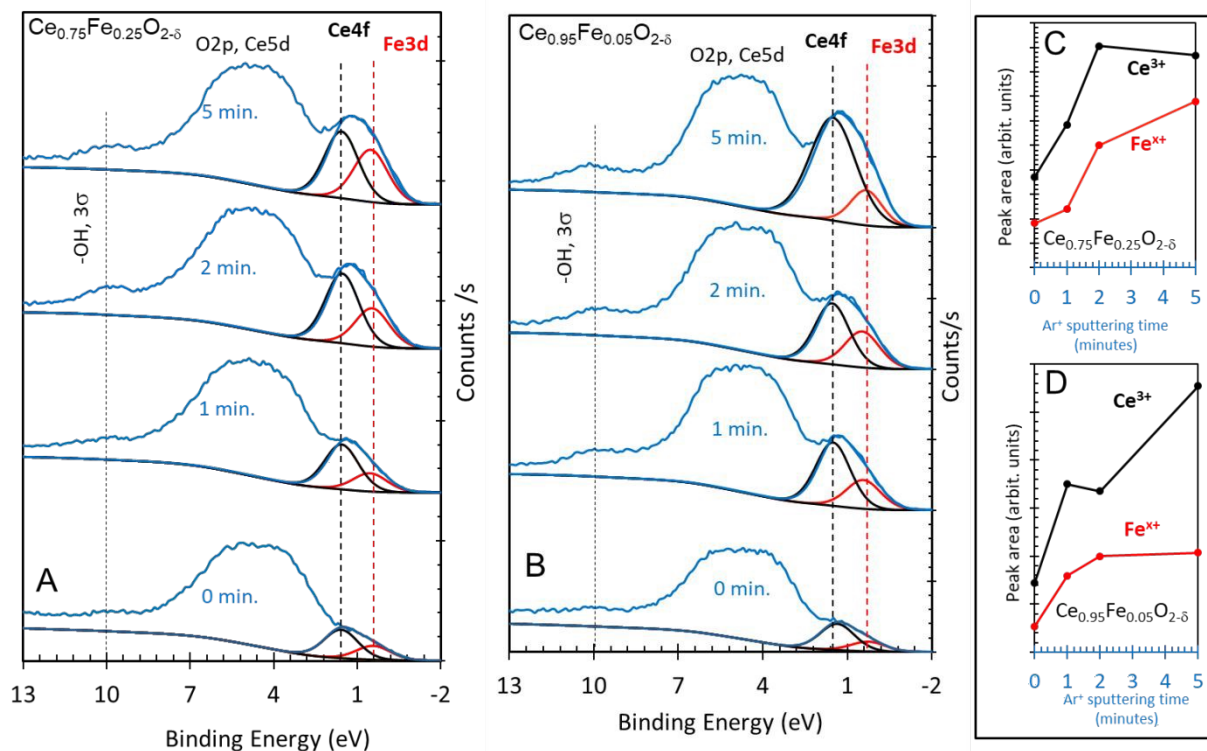 Ce0.75Fe0.25O2-δ
Ce4f
Fe3d
O2p, Ce5d
5 min.
-OH, 3σ
2 min.
1 min.
0 min.
A
13 10 7 4 1 -2
Binding Energy (eV)
Conunts /s
Ce0.95Fe0.05O2-δ
Ce4f
Fe3d
O2p, Ce5d
5 min.
-OH, 3σ
2 min.
1 min.
0 min.
B
13 10 7 4 1 -2
Binding Energy (eV)
Counts/s
C
Ce3+
Fex+
Peak area (arbit. units)
Ce0.75Fe0.25O2-δ
0 1 2 3 4 5
Ar+ sputtering time
(minutes)
D
Ce3+
Fex+
Peak area (arbit. units)
Ce0.95Fe0.05O2-δ
0 1 2 3 4 5
Ar+ sputtering time
(minutes)